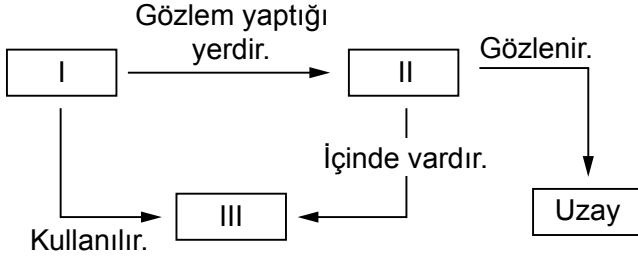 Gözlem yaptığı
yerdir.
I
II
Gözlenir.
İçinde vardır.
III
Uzay
Kullanılır.